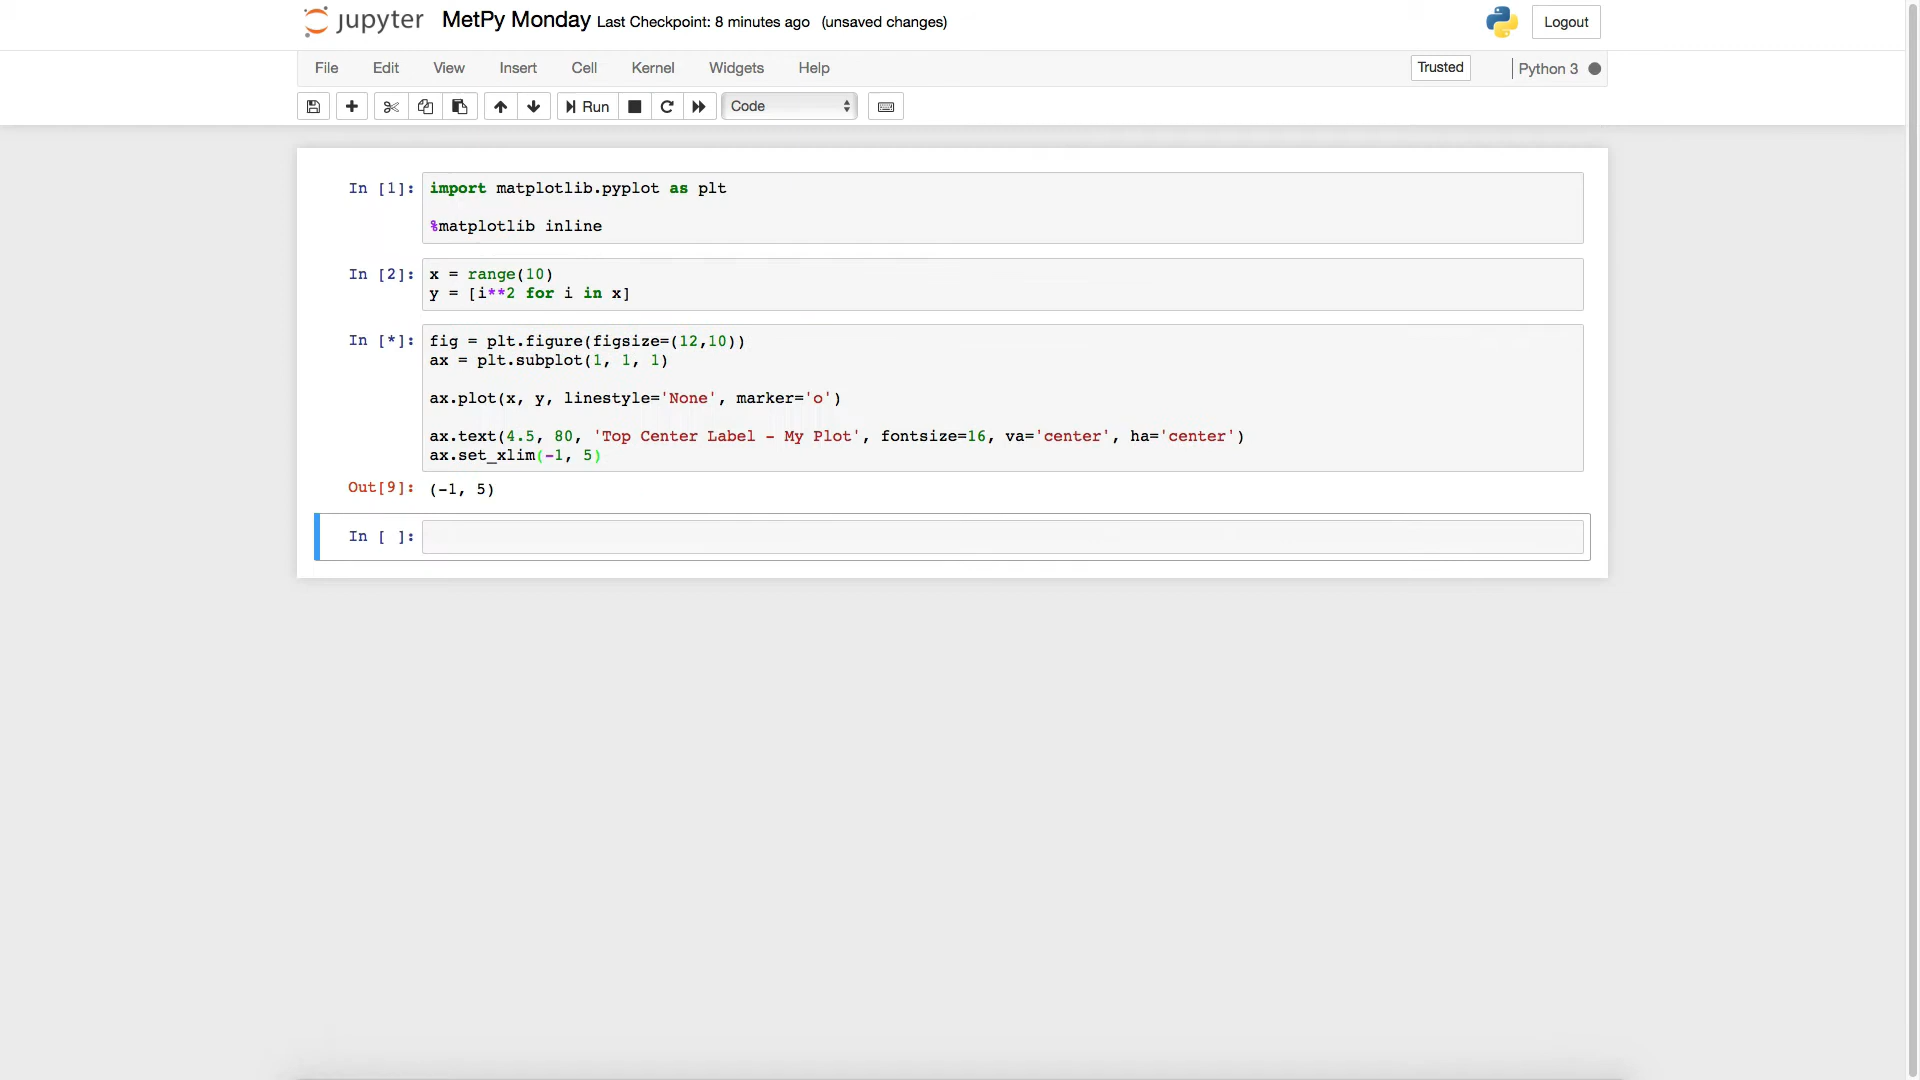 jupyter MetPy Monday Last Checkpoint: 8 minutes ago (unsaved changes) Logout
File Edit View Insert Cell Kernel Widgets Help Trusted Python 3
Run Code
In [1]: import matplotlib.pyplot as plt
%matplotlib inline
In [2]: x = range(10)
y = [i**2 for i in x]
In [*]: fig = plt.figure(figsize=(12,10))
ax = plt.subplot(1, 1, 1)
ax.plot(x, y, linestyle='None', marker='o')
ax.text(4.5, 80, 'Top Center Label - My Plot', fontsize=16, va='center', ha='center')
ax.set_xlim(-1, 5)
Out[9]: (-1, 5)
In [ ]: